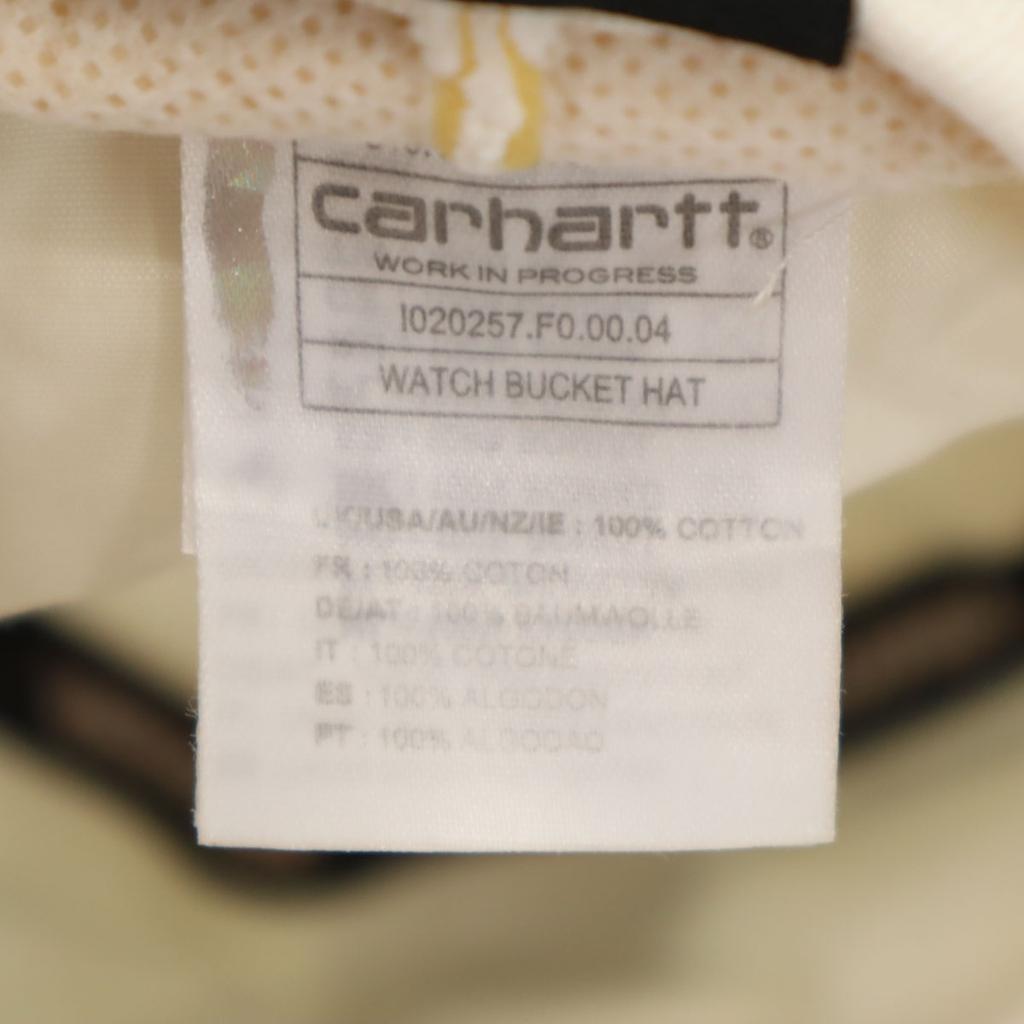 carhartt®
WORK IN PROGRESS
I020257.F0.00.04
WATCH BUCKET HAT
UK/USA/AU/NZ/IE : 100% COTTON
FR : 100% COTON
DE/AT : 100% BAUMWOLLE
IT : 100% COTONE
ES : 100% ALGODON
PT : 100% ALGODAO